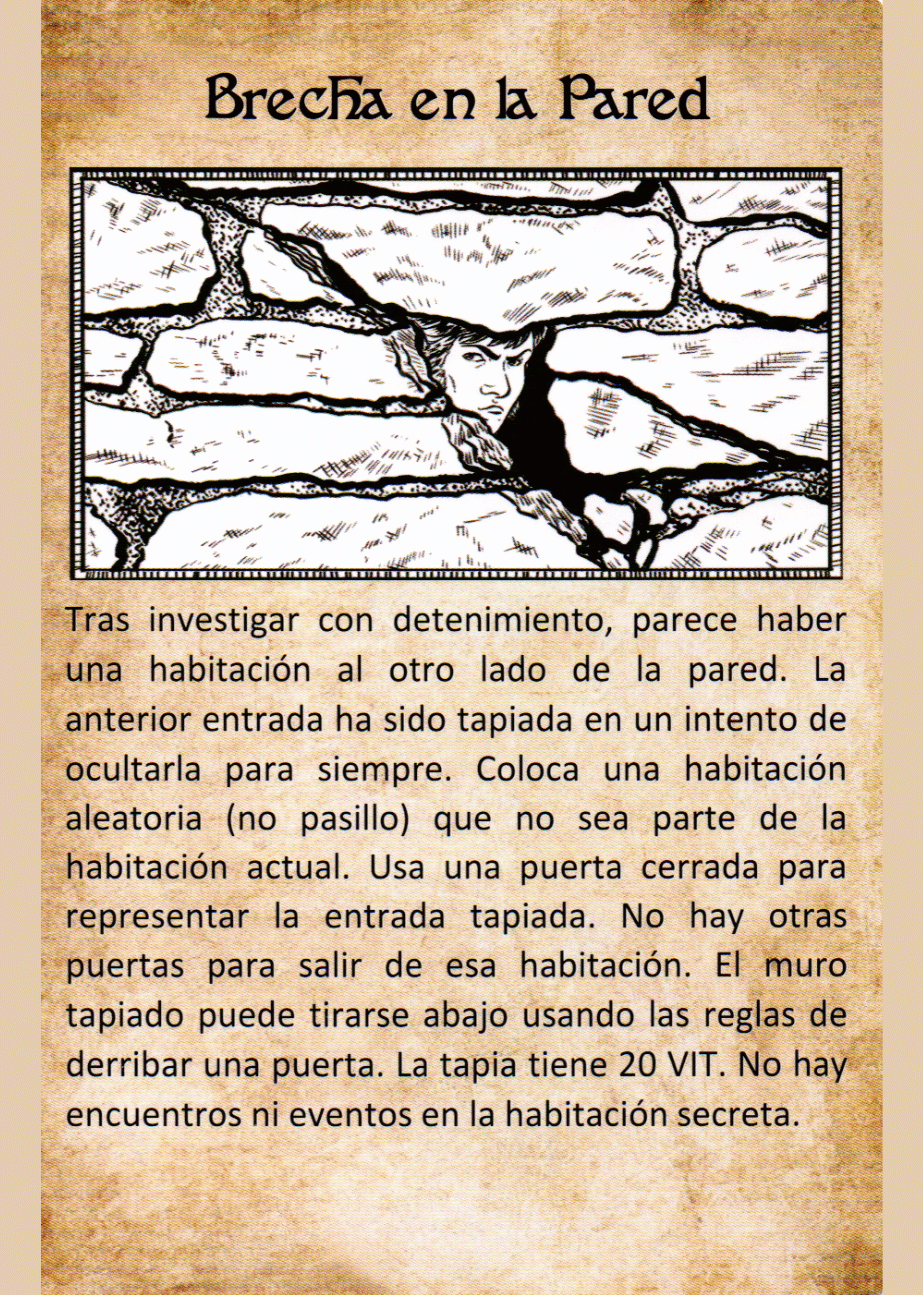 Brecha en la Pared
Tras investigar con detenimiento, parece haber
una habitación al otro lado de la pared. La
anterior entrada ha sido tapiada en un intento de
ocultarla para siempre. Coloca una habitación
aleatoria (no pasillo) que no sea parte de la
habitación actual. Usa una puerta cerrada para
representar la entrada tapiada. No hay otras
puertas para salir de esa habitación. El muro
tapiado puede tirarse abajo usando las reglas de
derribar una puerta. La tapia tiene 20 VIT. No hay
encuentros ni eventos en la habitación secreta.